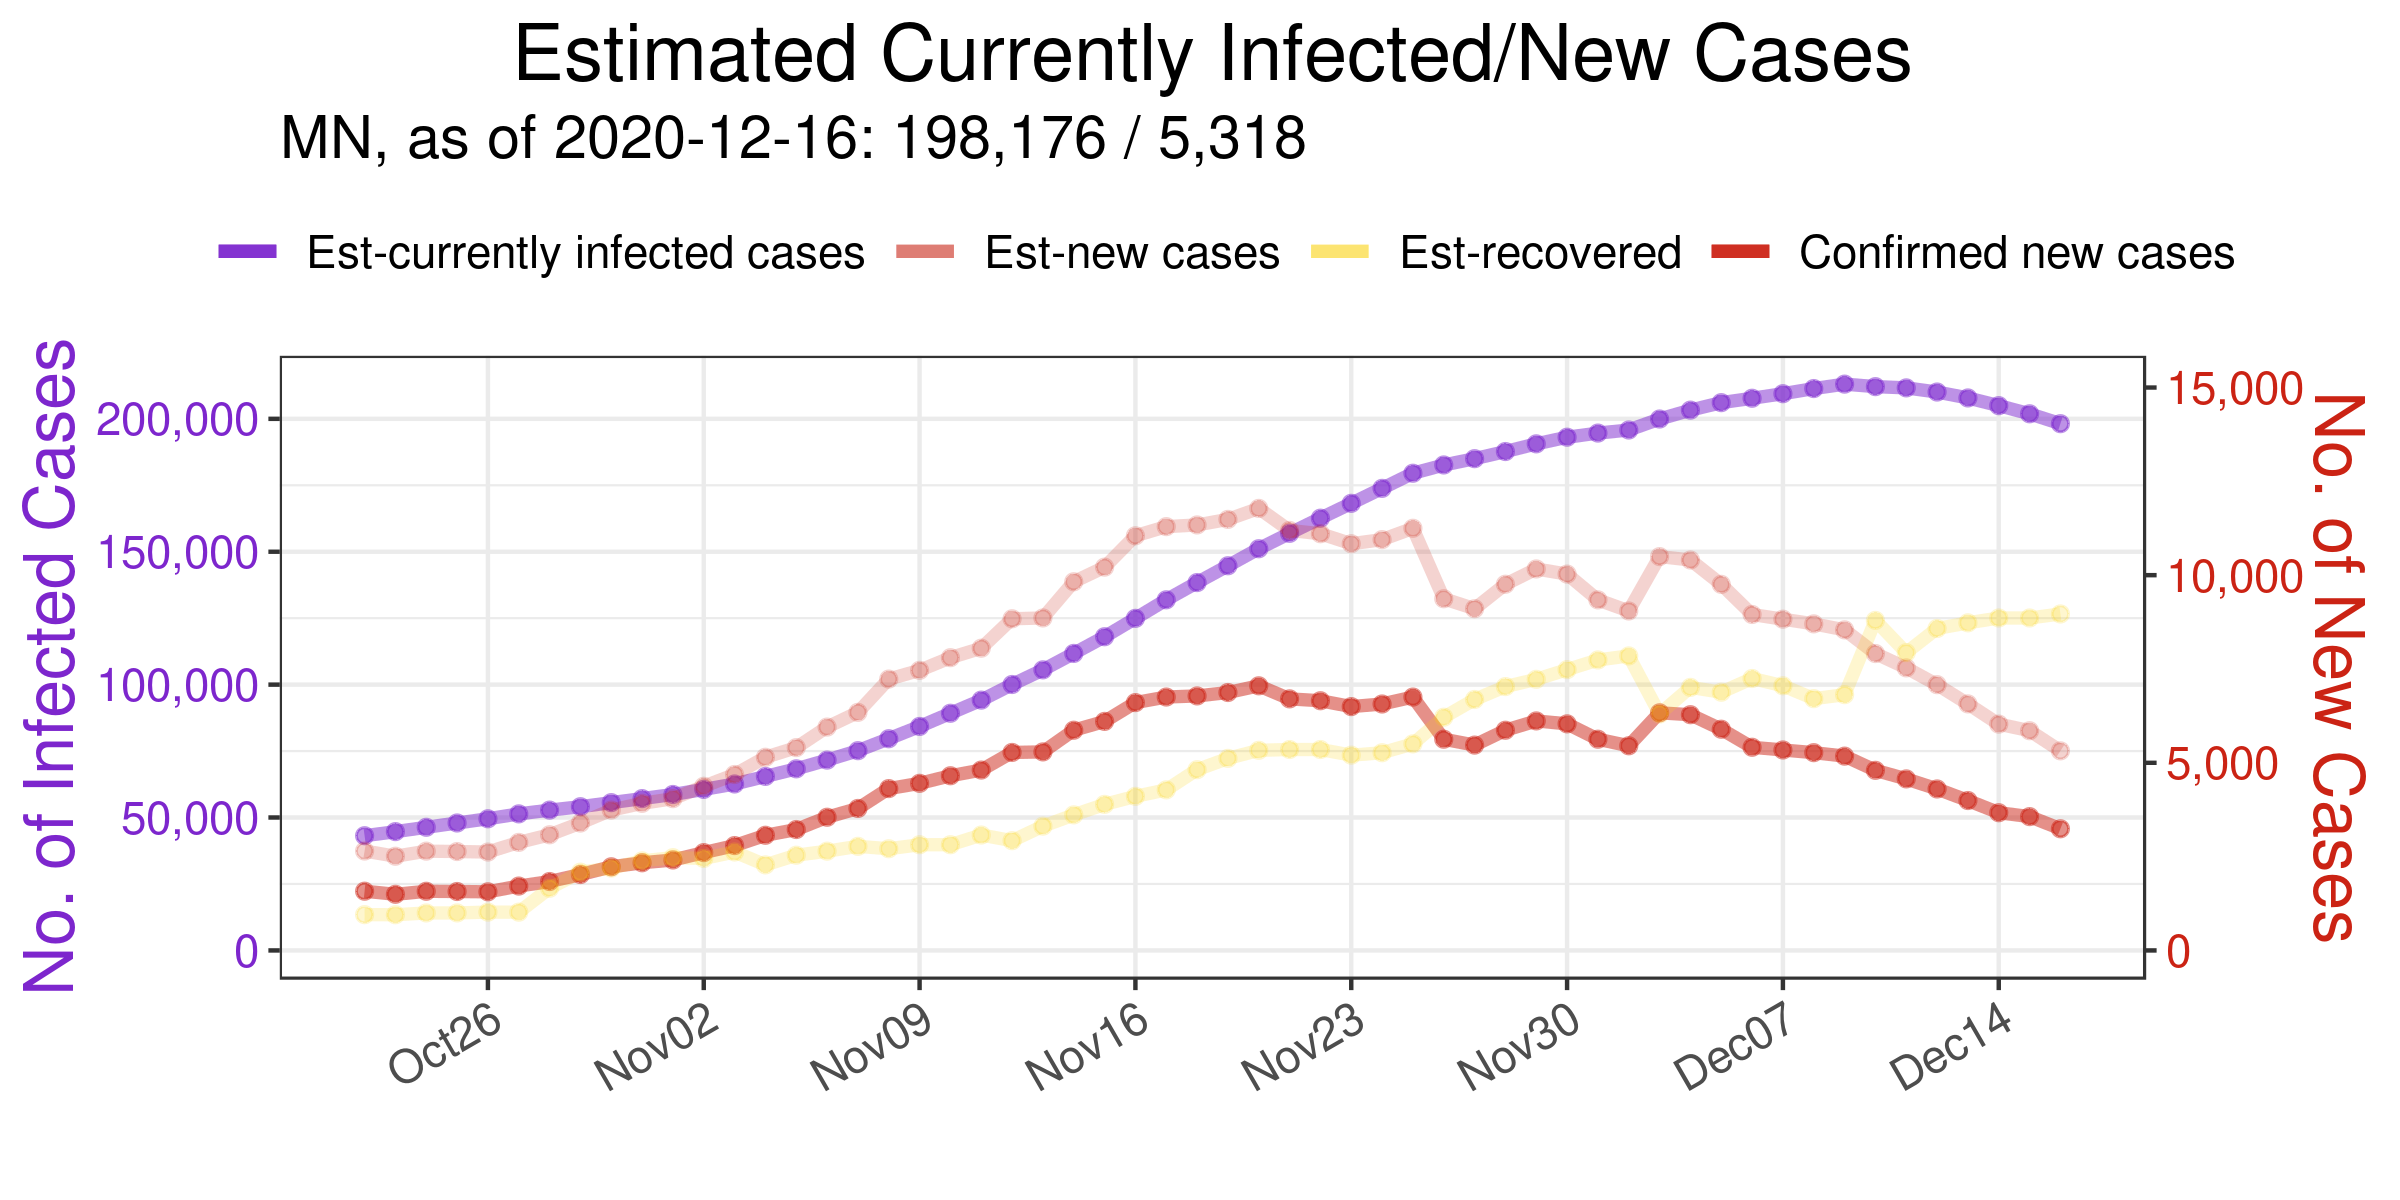 Estimated Currently Infected/New Cases
MN, as of 2020-12-16: 198,176 / 5,318
Est-currently infected cases Est-new cases Est-recovered Confirmed new cases
No. of Infected Cases
200,000
150,000
100,000
50,000
0
15,000
10,000
5,000
0
No. of New Cases
Oct26 Nov02 Nov09 Nov16 Nov23 Nov30 Dec07 Dec14